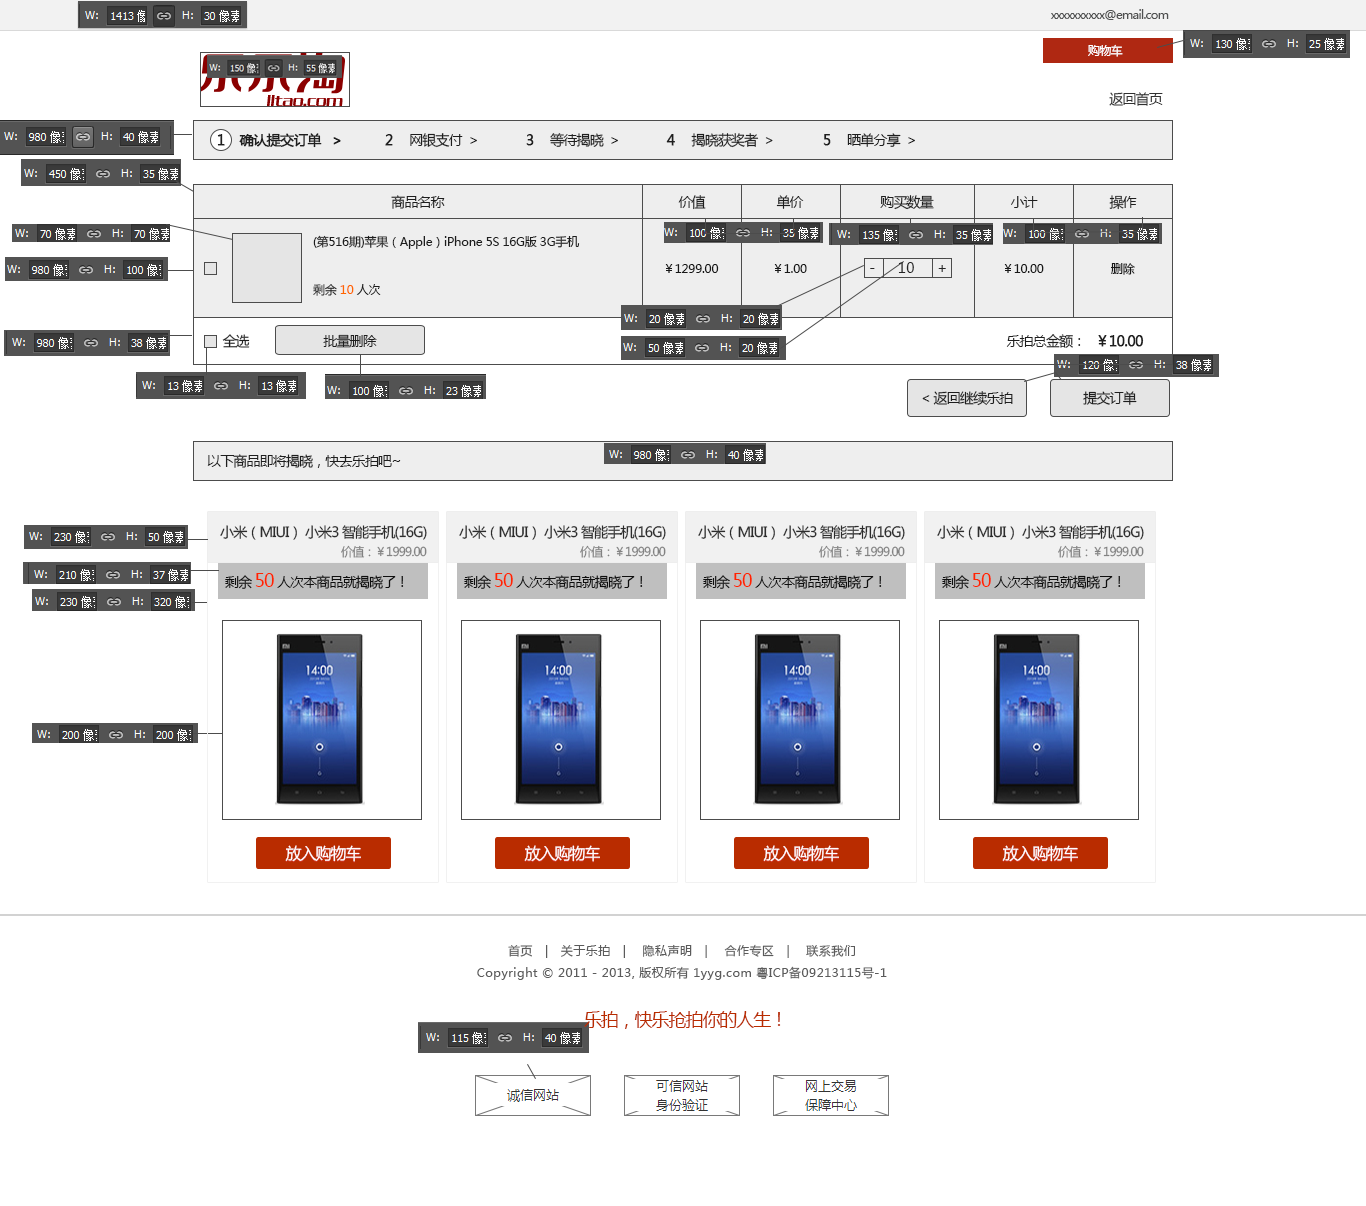 W: 1413 像 H: 30 像素
xxxxxxxxxx@email.com
购物车
W: 130 像 H: 25 像素
乐乐淘
lltao.com
W: 150 像 H: 55 像素
返回首页
W: 980 像 H: 40 像素
1 确认提交订单 > 2 网银支付 > 3 等待揭晓 > 4 揭晓获奖者 > 5 晒单分享 >
W: 450 像 H: 35 像素
商品名称 价值 单价 购买数量 小计 操作
W: 70 像素 H: 70 像素
W: 100 像 H: 35 像素
W: 135 像 H: 35 像素
W: 100 像 H: 35 像素
(第516期)苹果（Apple）iPhone 5S 16G版 3G手机
W: 980 像 H: 100 像
￥1299.00 ￥1.00 - 10 + ￥10.00 删除
剩余 10 人次
W: 20 像素 H: 20 像素
W: 980 像 H: 38 像素
全选 批量删除
W: 50 像素 H: 20 像素
乐拍总金额： ￥10.00
W: 120 像 H: 38 像素
W: 13 像素 H: 13 像素
W: 100 像 H: 23 像素
< 返回继续乐拍 提交订单
以下商品即将揭晓，快去乐拍吧~
W: 980 像 H: 40 像素
W: 230 像 H: 50 像素
小米（MIUI） 小米3 智能手机(16G) 小米（MIUI） 小米3 智能手机(16G) 小米（MIUI） 小米3 智能手机(16G) 小米（MIUI） 小米3 智能手机(16G)
价值：￥1999.00 价值：￥1999.00 价值：￥1999.00 价值：￥1999.00
W: 210 像 H: 37 像素
剩余 50 人次本商品就揭晓了！ 剩余 50 人次本商品就揭晓了！ 剩余 50 人次本商品就揭晓了！ 剩余 50 人次本商品就揭晓了！
W: 230 像 H: 320 像
14:00 14:00 14:00 14:00
W: 200 像 H: 200 像
放入购物车 放入购物车 放入购物车 放入购物车
首页 | 关于乐拍 | 隐私声明 | 合作专区 | 联系我们
Copyright © 2011 - 2013, 版权所有 1yyg.com 粤ICP备09213115号-1
乐拍，快乐抢拍你的人生！
W: 115 像 H: 40 像素
诚信网站
可信网站
身份验证
网上交易
保障中心